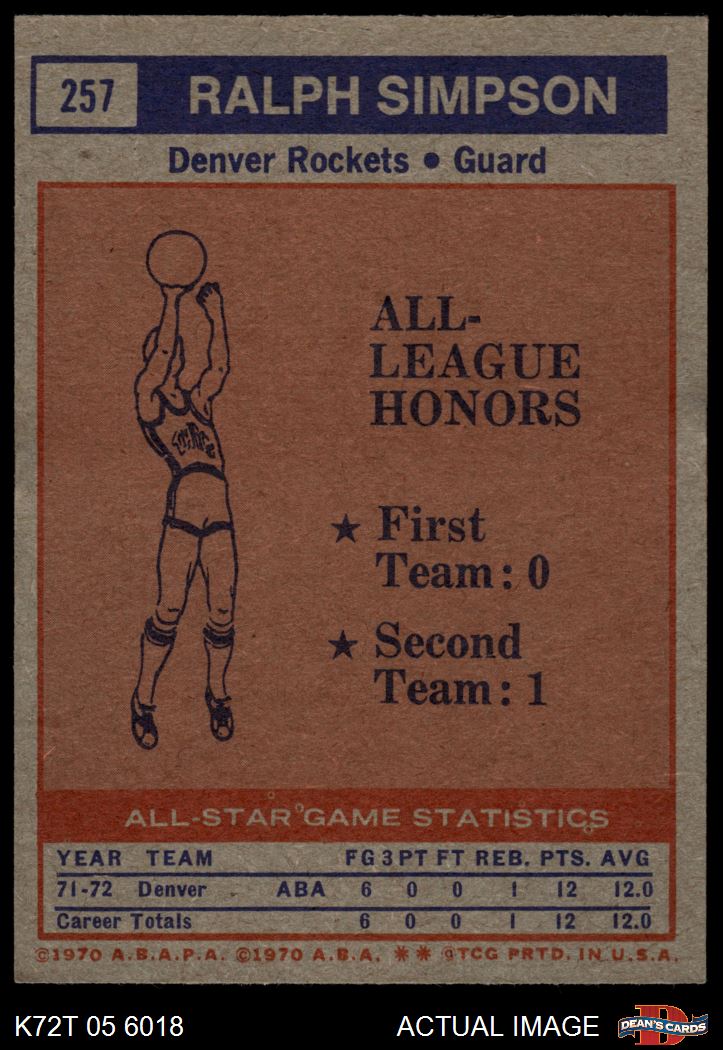 257 RALPH SIMPSON
Denver Rockets • Guard
ALL-
LEAGUE
HONORS
★ First
Team: 0
★ Second
Team: 1
ALL-STAR GAME STATISTICS
YEAR TEAM FG 3PT FT REB. PTS. AVG
71-72 Denver ABA 6 0 0 1 12 12.0
Career Totals 6 0 0 1 12 12.0
©1970 A.B.A.P.A. ©1970 A.B.A. ** @TCG PRTD. IN U.S.A.
K72T 05 6018 ACTUAL IMAGE DEAN'S CARDS